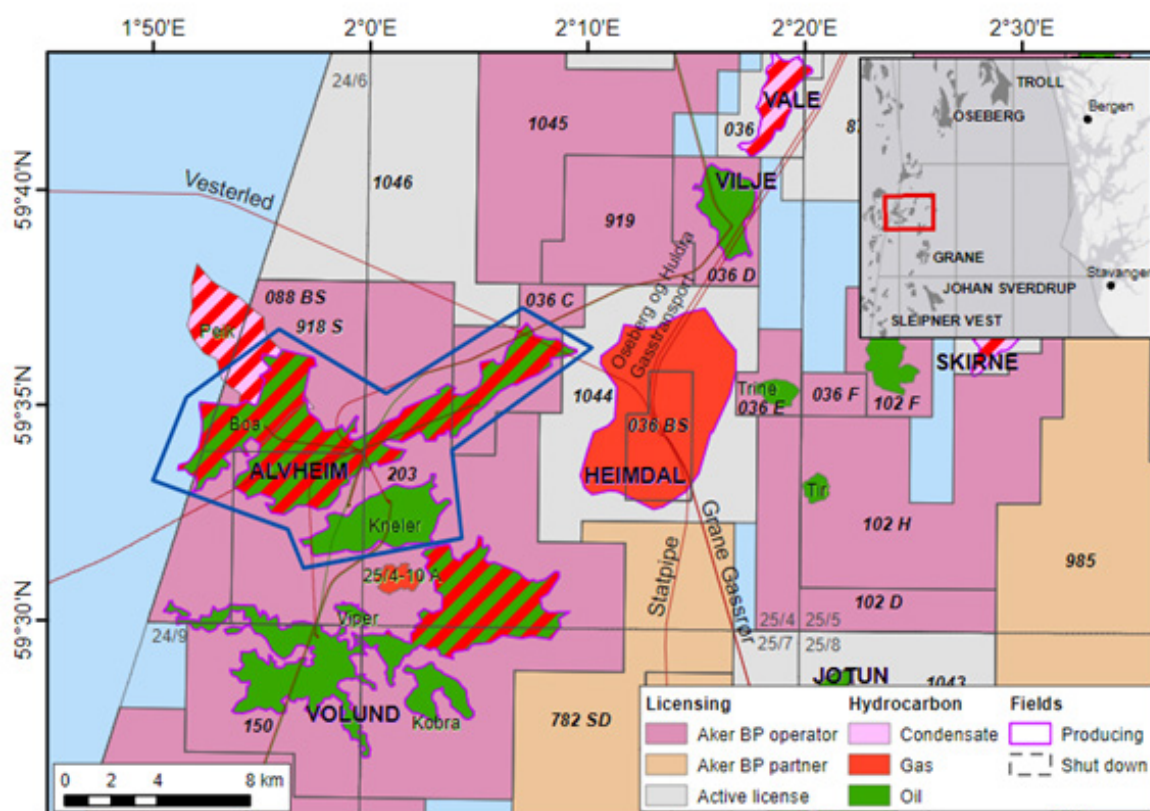 1°50'E 2°0'E 2°10'E 2°20'E 2°30'E
59°40'N
59°35'N
59°30'N
24/6
1045
036
VALE
TROLL
OSEBERG
Bergen
GRANE
Stavanger
JOHAN SVERDRUP
SLEIPNER VEST
Vesterled
1046
VILJE
919
036 D
088 BS
918 S
036 C
Oseberg og Huldra
Gasstransport
SKIRNE
Boa
1044
036 BS
Trine
036 E
036 F
102 F
ALVHEIM
203
HEIMDAL
Tir
Kneler
102 H
985
25/4-10 A
Statpipe
Grane Gassrør
Viper
102 D
24/9
25/4 25/5
25/7 25/8
JOTUN
1043
VOLUND
Kobra
150
782 SD
0 2 4 8 km
Licensing
Aker BP operator
Aker BP partner
Active license
Hydrocarbon
Condensate
Gas
Oil
Fields
Producing
Shut down